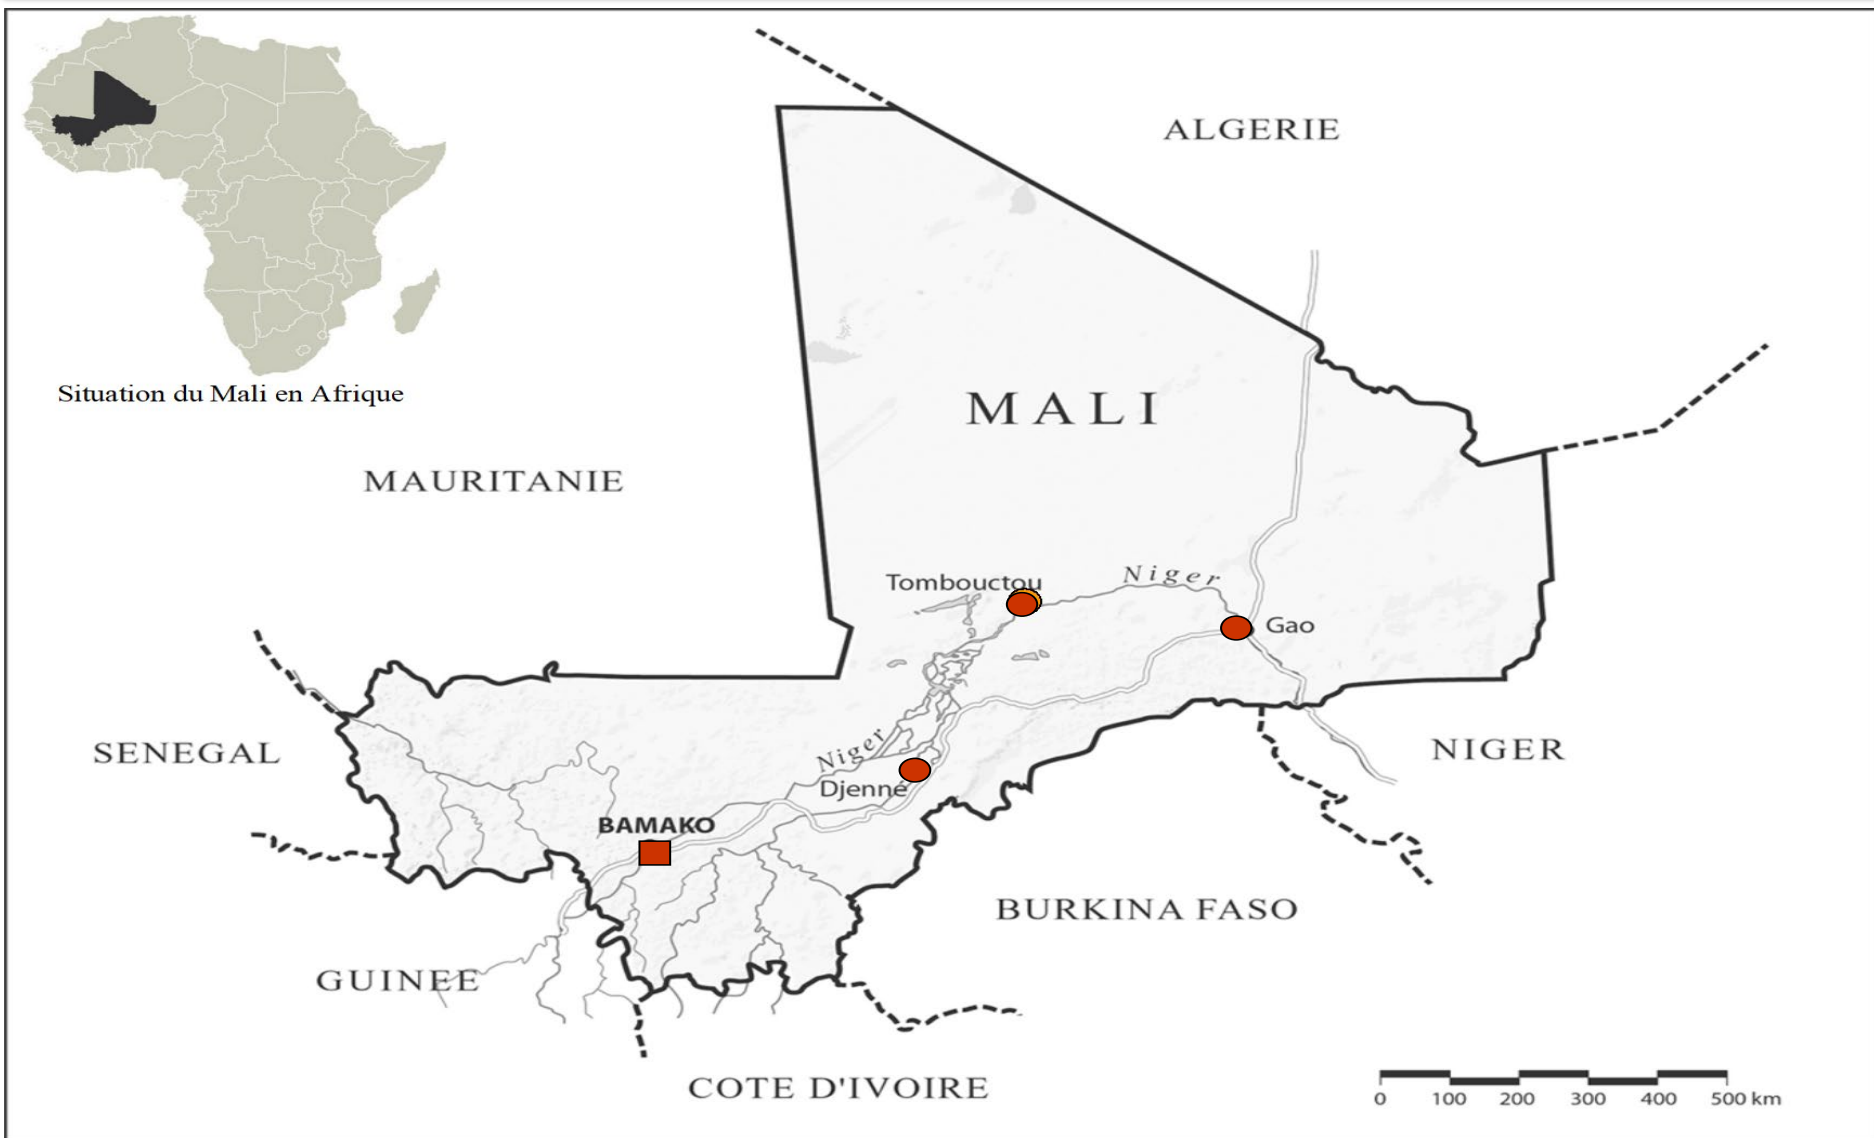 ALGERIE
Situation du Mali en Afrique
MALI
MAURITANIE
Tombouctou
Niger
Gao
SENEGAL
Niger
NIGER
Djenné
BAMAKO
BURKINA FASO
GUINEE
COTE D'IVOIRE
0 100 200 300 400 500 km